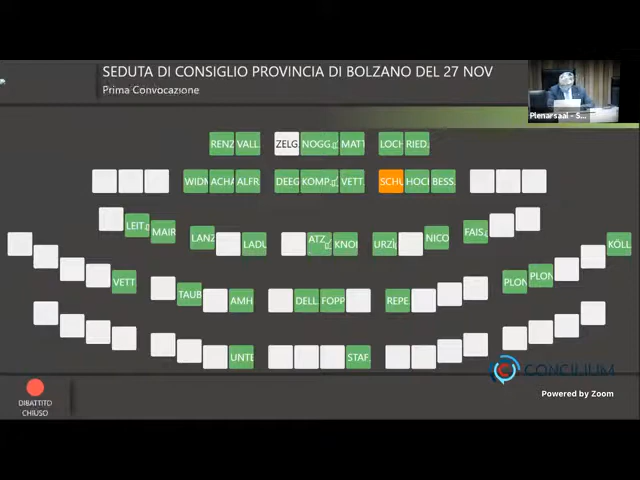 SEDUTA DI CONSIGLIO PROVINCIA DI BOLZANO DEL 27 NOV
Prima Convocazione
Plenarsaal - S...
RENZ VALL. ZELG NOGG. MATT LOCH RIED.
WIDM ACHA ALFR. DEEG KOMP. VETT. SCHU HOCH BESS.
LEIT. MAIR LANZ LADU ATZ KNOL URZÌ NICO FAIS. KÖLL
VETT. TAUB AMH DELL FOPP REPE PLON PLON
UNTE STAF.
CONCILIUM
Powered by Zoom
DIBATTITO
CHIUSO